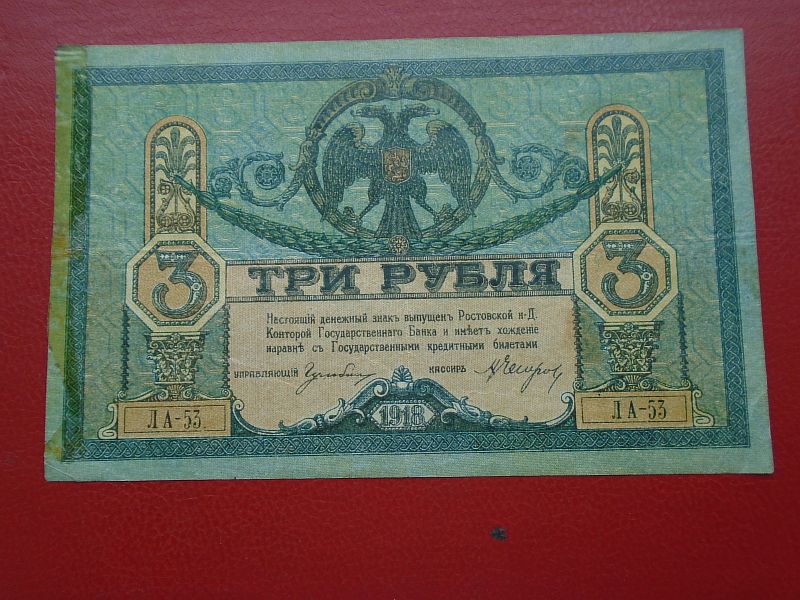 3
3
ТРИ РУБЛЯ
Настоящій денежный знакъ выпущенъ Ростовской н-Д.
Конторой Государственнаго Банка и имѣетъ хожденіе
наравнѣ съ Государственными кредитными билетами
УПРАВЛЯЮЩІЙ КАССИРЪ
1918
ЛА-53 ЛА-53